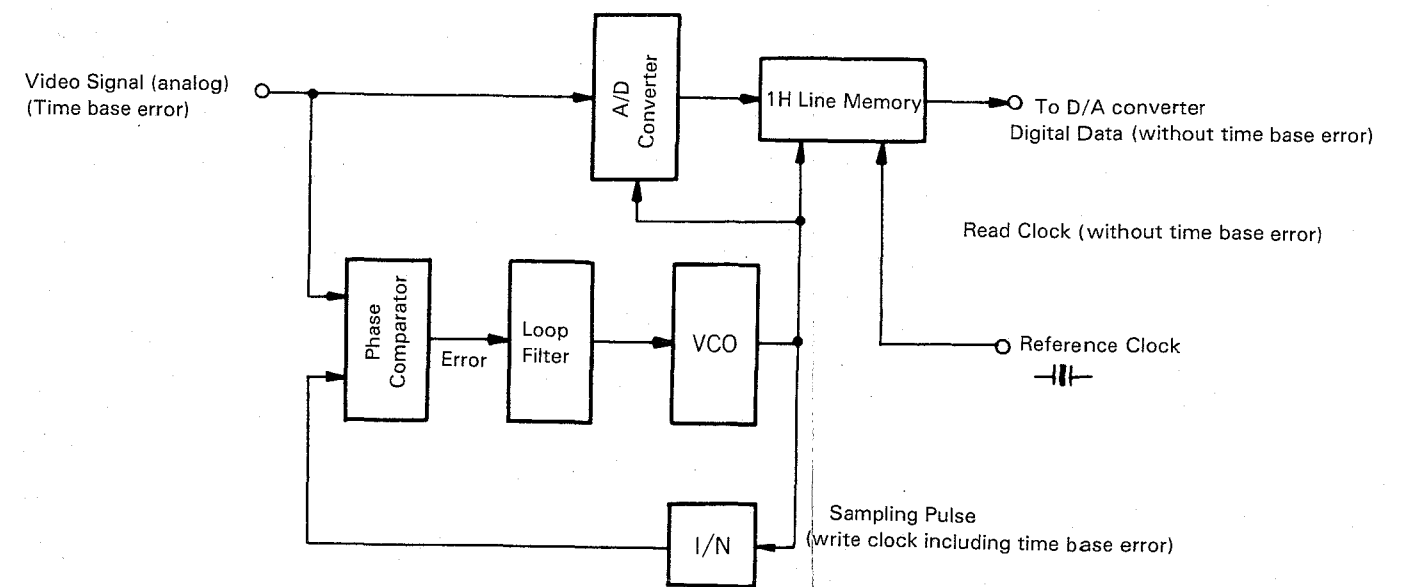 Video Signal (analog)
(Time base error)
A/D
Converter
1H Line Memory
To D/A converter
Digital Data (without time base error)
Read Clock (without time base error)
Phase
Comparator
Error
Loop
Filter
VCO
Reference Clock
I/N
Sampling Pulse
(write clock including time base error)